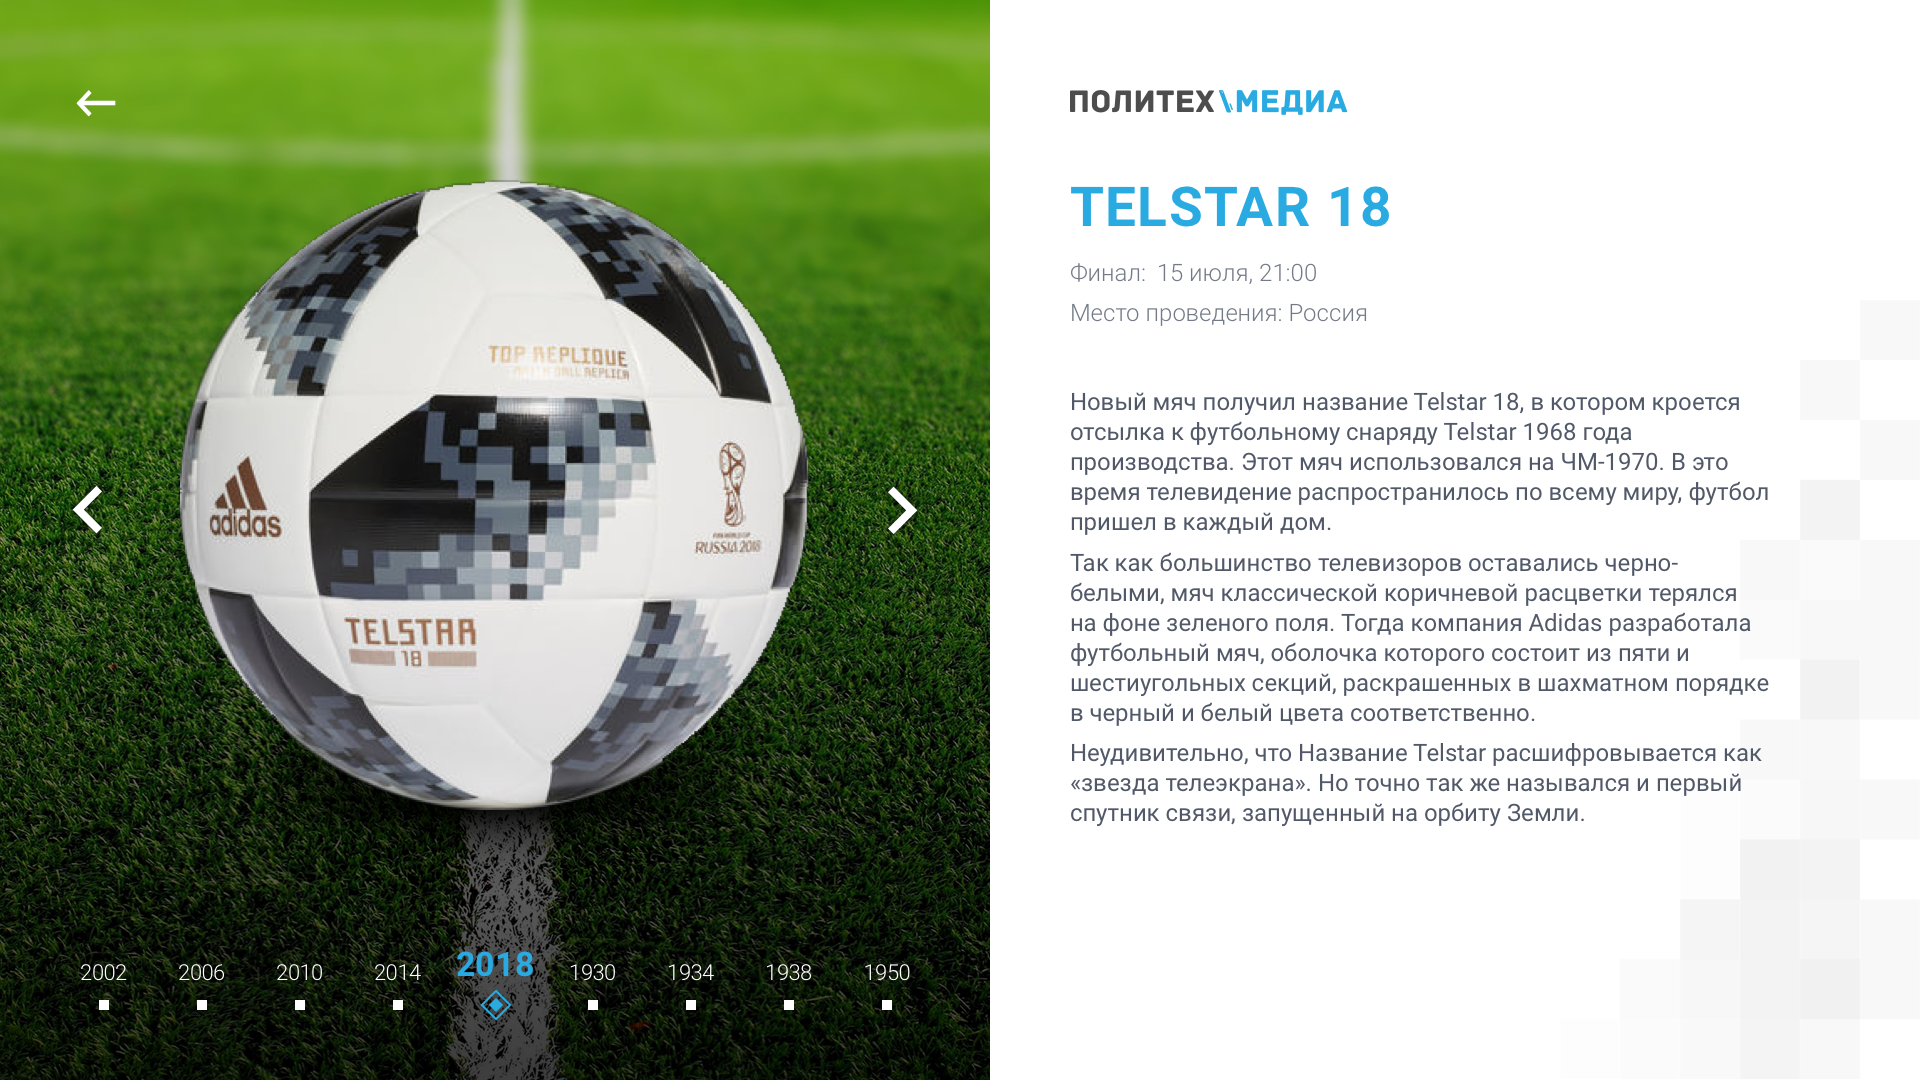 TOP REPLIQUE
adidas
RUSSIA 2018
TELSTAR
18
2002 2006 2010 2014 2018 1930 1934 1938 1950
ПОЛИТЕХ\МЕДИА
TELSTAR 18
Финал: 15 июля, 21:00
Место проведения: Россия
Новый мяч получил название Telstar 18, в котором кроется
отсылка к футбольному снаряду Telstar 1968 года
производства. Этот мяч использовался на ЧМ-1970. В это
время телевидение распространилось по всему миру, футбол
пришел в каждый дом.
Так как большинство телевизоров оставались черно-
белыми, мяч классической коричневой расцветки терялся
на фоне зеленого поля. Тогда компания Adidas разработала
футбольный мяч, оболочка которого состоит из пяти и
шестиугольных секций, раскрашенных в шахматном порядке
в черный и белый цвета соответственно.
Неудивительно, что Название Telstar расшифровывается как
«звезда телеэкрана». Но точно так же назывался и первый
спутник связи, запущенный на орбиту Земли.